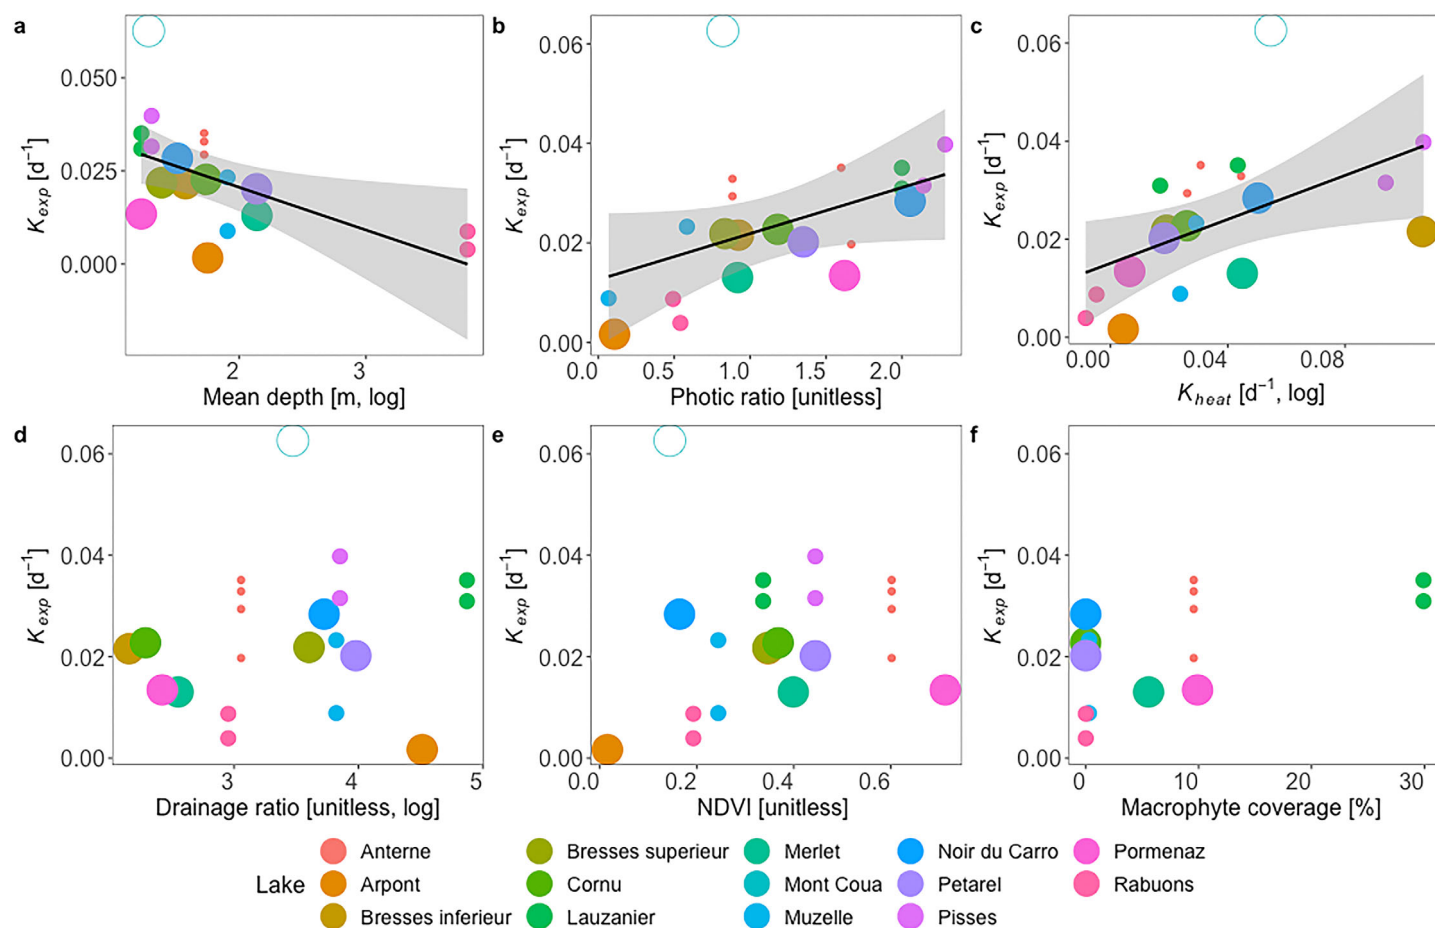 a b c
0.050
0.025
0.000
K_exp [d⁻¹]
2 3
Mean depth [m, log]
0.06
0.04
0.02
0.00
K_exp [d⁻¹]
0.0 0.5 1.0 1.5 2.0
Photic ratio [unitless]
0.06
0.04
0.02
0.00
K_exp [d⁻¹]
0.00 0.04 0.08
K_heat [d⁻¹, log]
d e f
0.06
0.04
0.02
0.00
K_exp [d⁻¹]
3 4 5
Drainage ratio [unitless, log]
0.06
0.04
0.02
0.00
K_exp [d⁻¹]
0.0 0.2 0.4 0.6
NDVI [unitless]
0.06
0.04
0.02
0.00
K_exp [d⁻¹]
0 10 20 30
Macrophyte coverage [%]
Lake
Anterne
Arpont
Bresses inferieur
Bresses superieur
Cornu
Lauzanier
Merlet
Mont Coua
Muzelle
Noir du Carro
Petarel
Pisses
Pormenaz
Rabuons